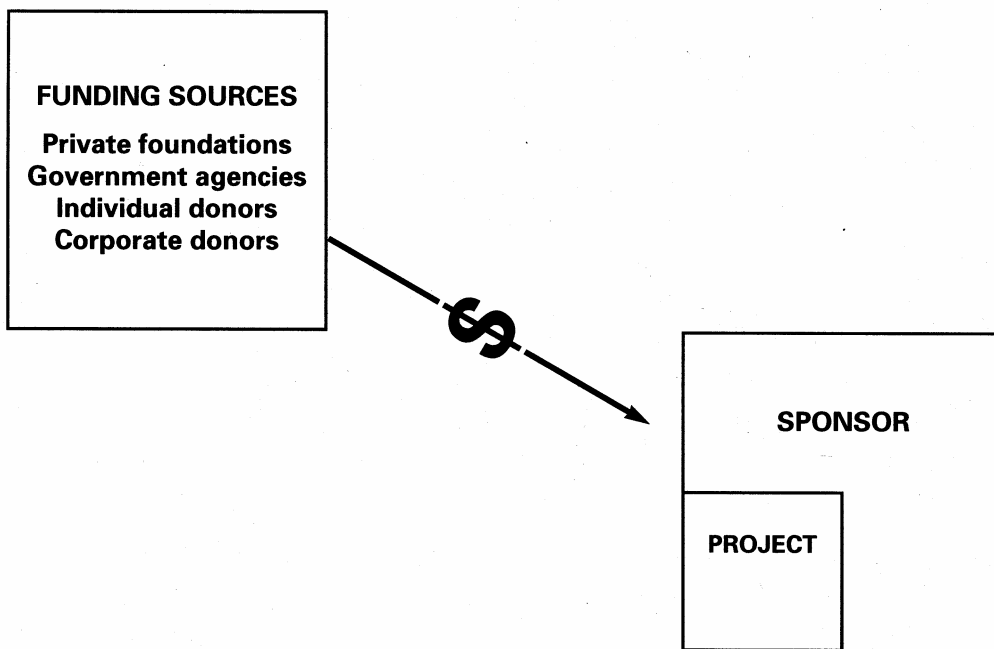 FUNDING SOURCES
Private foundations
Government agencies
Individual donors
Corporate donors
$
SPONSOR
PROJECT